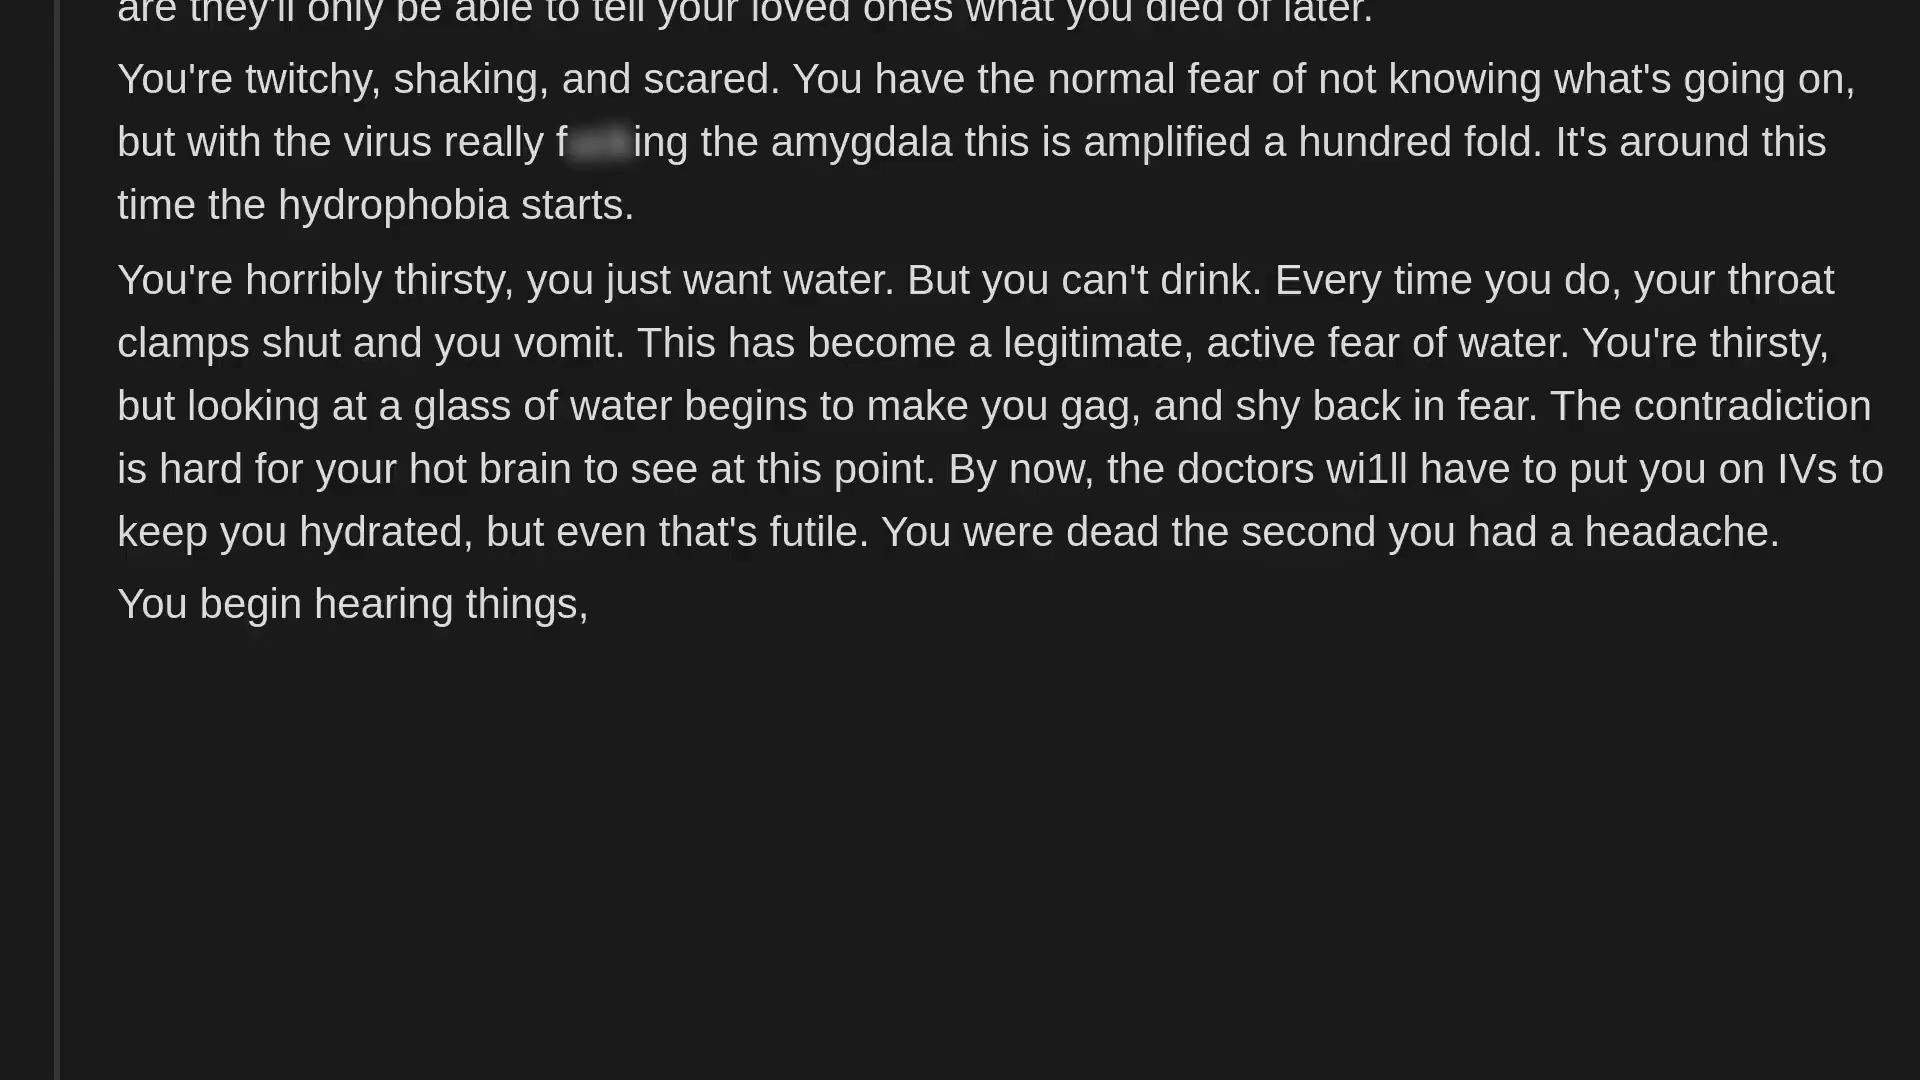 are they'll only be able to tell your loved ones what you died of later.
You're twitchy, shaking, and scared. You have the normal fear of not knowing what's going on,
but with the virus really f ing the amygdala this is amplified a hundred fold. It's around this
time the hydrophobia starts.
You're horribly thirsty, you just want water. But you can't drink. Every time you do, your throat
clamps shut and you vomit. This has become a legitimate, active fear of water. You're thirsty,
but looking at a glass of water begins to make you gag, and shy back in fear. The contradiction
is hard for your hot brain to see at this point. By now, the doctors wi1ll have to put you on IVs to
keep you hydrated, but even that's futile. You were dead the second you had a headache.
You begin hearing things,